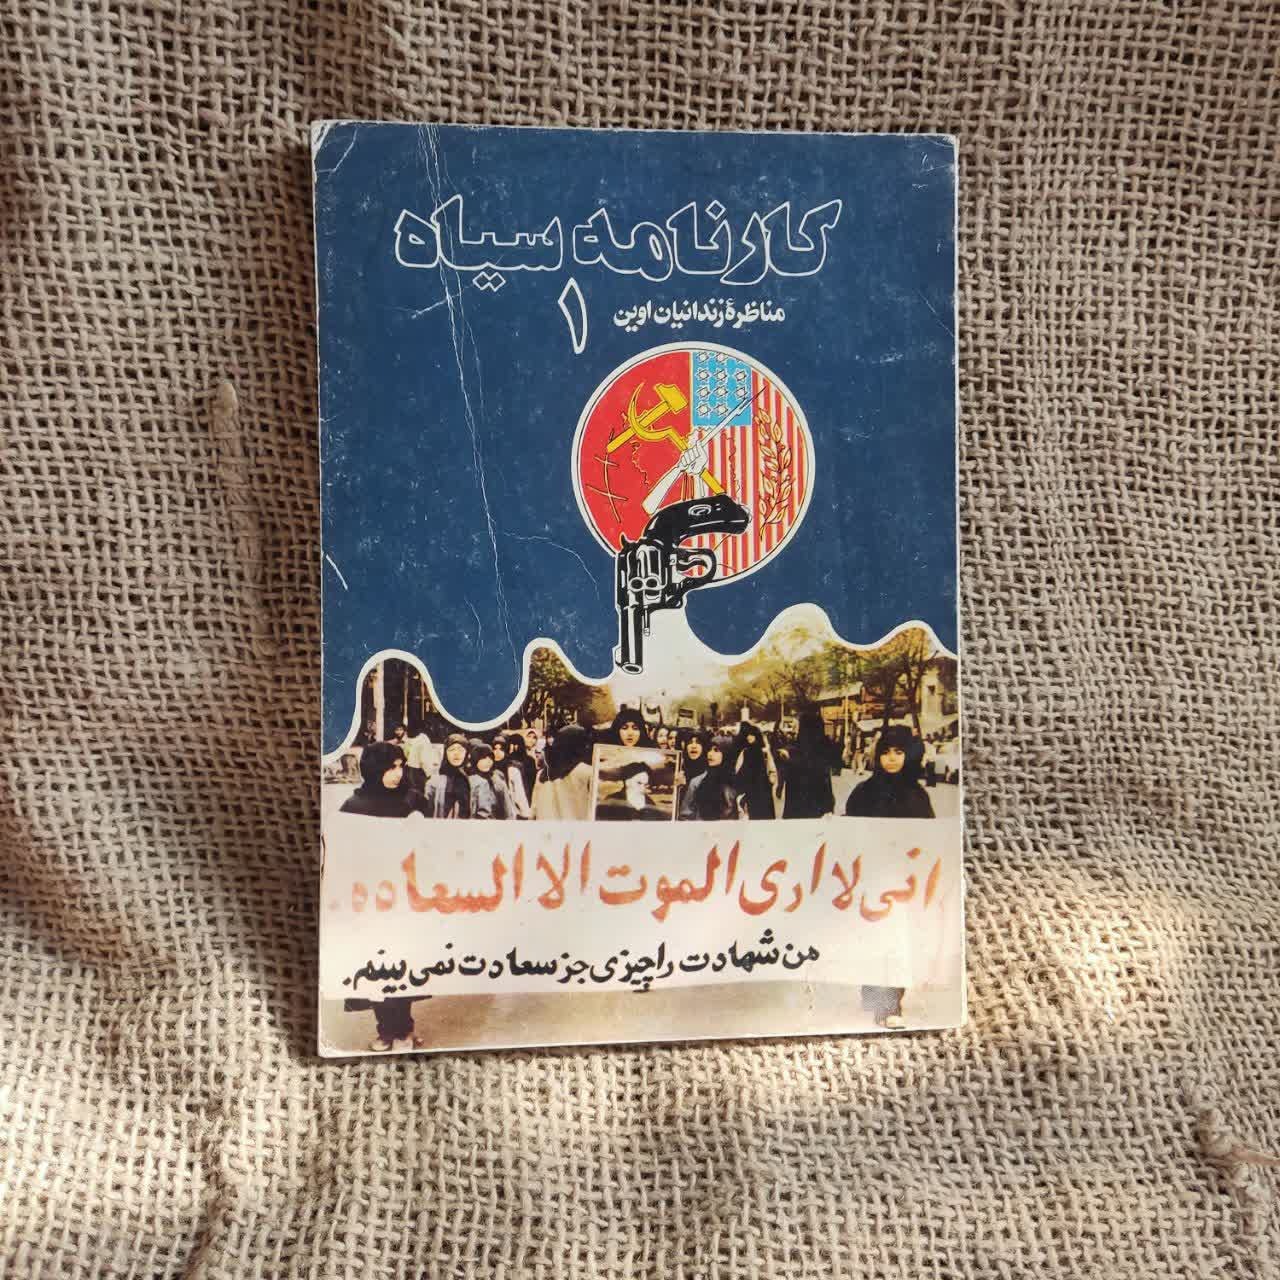 کارنامه سیاه
۱
مناظرهٔ زندانیان اوین
انی لا اری الموت الا السعاده.
من شهادت را چیزی جز سعادت نمی بینم.